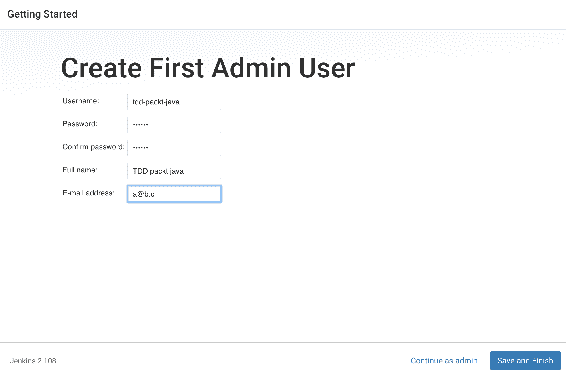 Getting Started
Create First Admin User
Username: tdd-packt-java
Password: ••••••
Confirm password: ••••••
Full name: TDD packt java
E-mail address: a@b.c
Jenkins 2.108
Continue as admin
Save and Finish